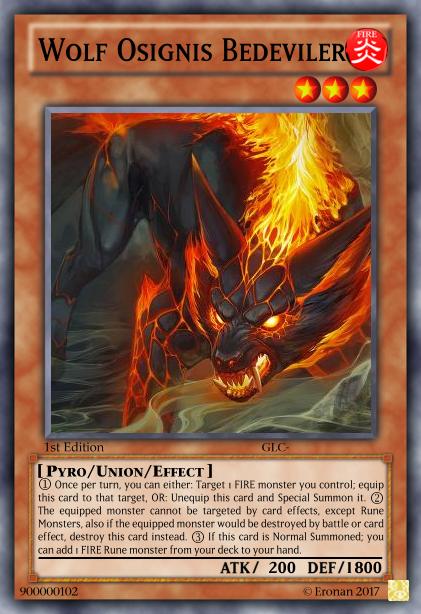 Wolf Osignis Bedeviler
FIRE
炎
1st Edition GLC-
[ Pyro/Union/Effect ]
① Once per turn, you can either: Target 1 FIRE monster you control; equip
this card to that target, OR: Unequip this card and Special Summon it. ②
The equipped monster cannot be targeted by card effects, except Rune
Monsters, also if the equipped monster would be destroyed by battle or card
effect, destroy this card instead. ③ If this card is Normal Summoned; you
can add 1 FIRE Rune monster from your deck to your hand.
ATK/ 200 DEF/1800
900000102 © Eronan 2017